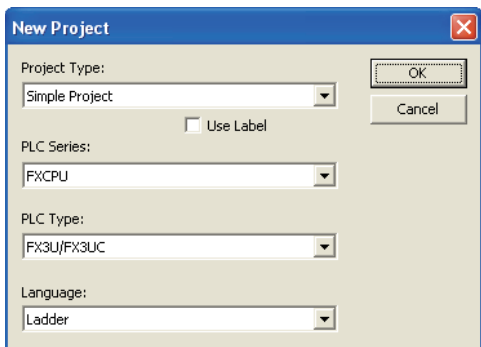 New Project
Project Type:
Simple Project
Use Label
PLC Series:
FXCPU
PLC Type:
FX3U/FX3UC
Language:
Ladder
OK
Cancel